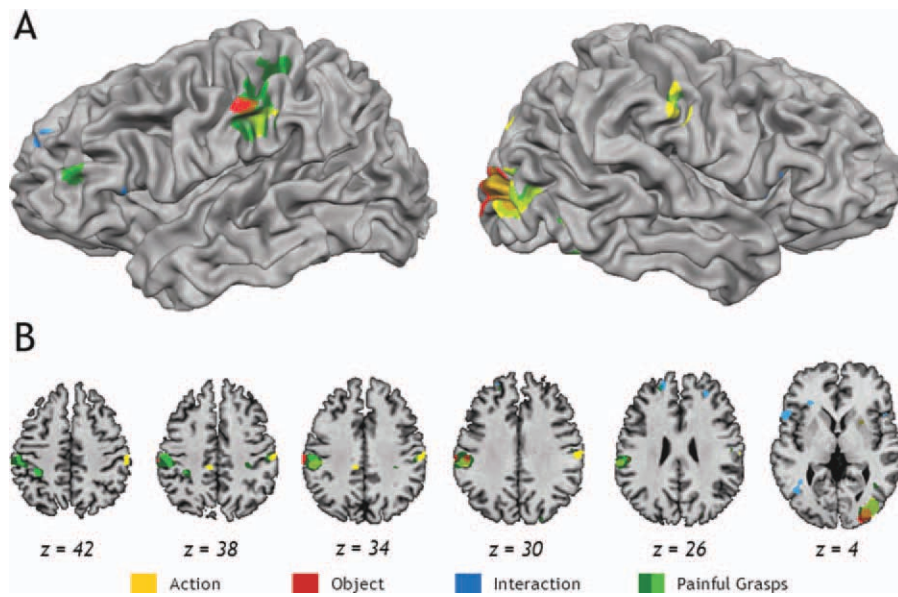 A
B
z = 42 z = 38 z = 34 z = 30 z = 26 z = 4
Action Object Interaction Painful Grasps